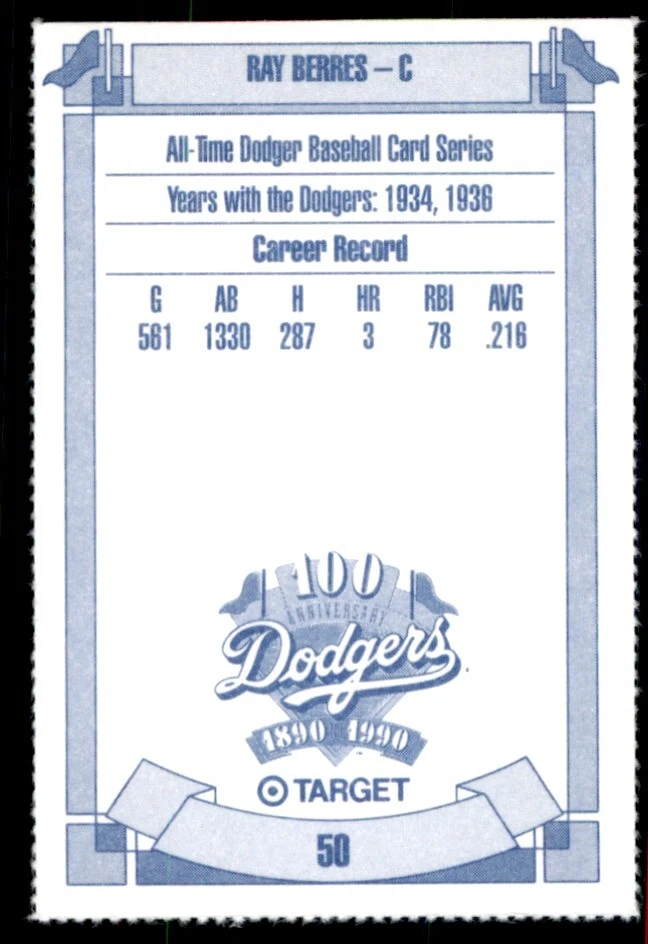 RAY BERRES – C
All-Time Dodger Baseball Card Series
Years with the Dodgers: 1934, 1936
Career Record
G AB H HR RBI AVG
561 1330 287 3 78 .216
100
ANNIVERSARY
Dodgers
1890 1990
TARGET
50